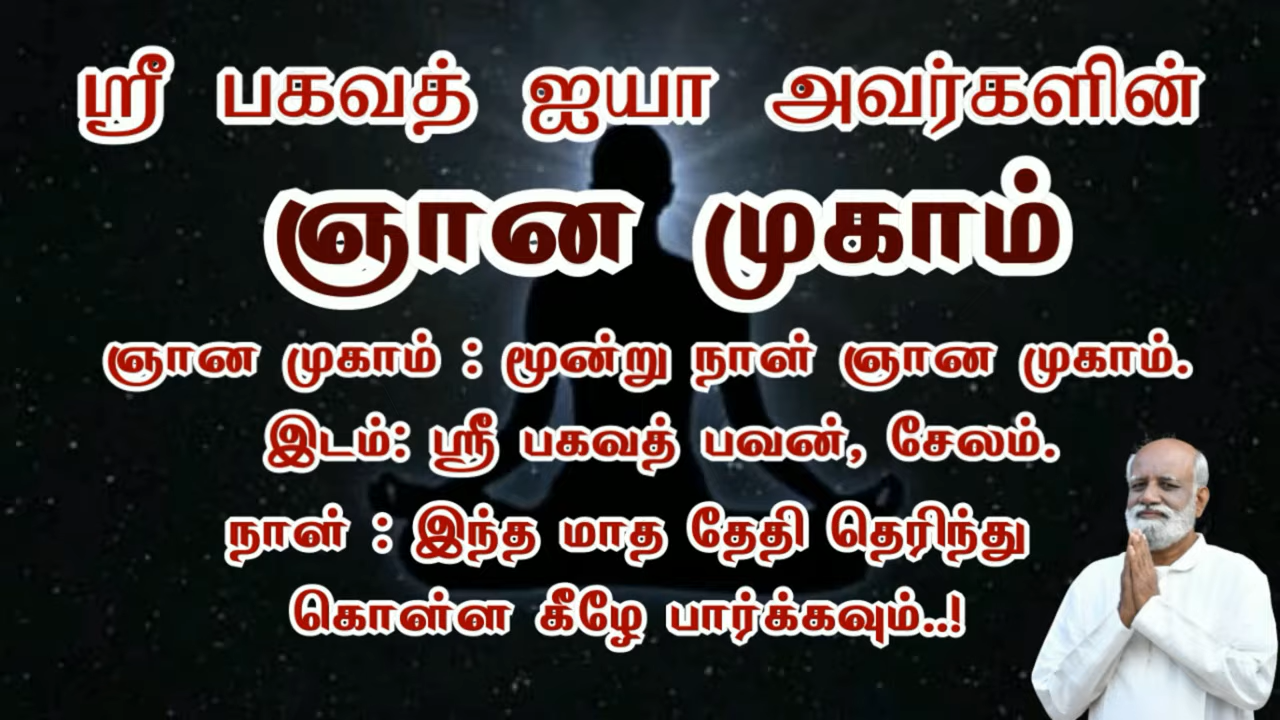 ஸ்ரீ பகவத் ஐயா அவர்களின்
ஞான முகாம்
ஞான முகாம் : மூன்று நாள் ஞான முகாம்.
இடம்: ஸ்ரீ பகவத் பவன், சேலம்.
நாள் : இந்த மாத தேதி தெரிந்து
கொள்ள கீழே பார்க்கவும்..!